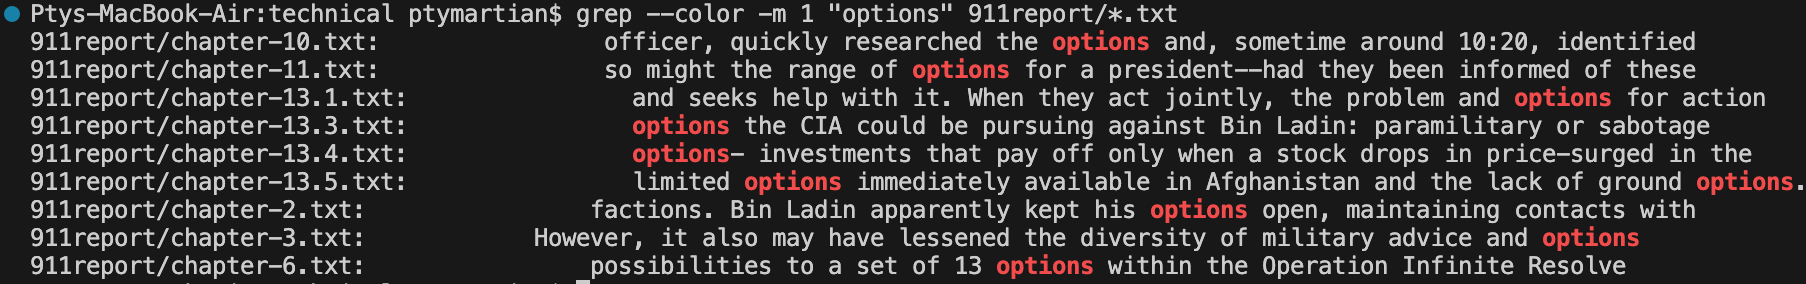 Ptys-MacBook-Air:technical ptymartian$ grep --color -m 1 "options" 911report/*.txt
911report/chapter-10.txt:                officer, quickly researched the options and, sometime around 10:20, identified
911report/chapter-11.txt:                so might the range of options for a president--had they been informed of these
911report/chapter-13.1.txt:                and seeks help with it. When they act jointly, the problem and options for action
911report/chapter-13.3.txt:                options the CIA could be pursuing against Bin Ladin: paramilitary or sabotage
911report/chapter-13.4.txt:                options- investments that pay off only when a stock drops in price-surged in the
911report/chapter-13.5.txt:                limited options immediately available in Afghanistan and the lack of ground options.
911report/chapter-2.txt:                factions. Bin Ladin apparently kept his options open, maintaining contacts with
911report/chapter-3.txt:            However, it also may have lessened the diversity of military advice and options
911report/chapter-6.txt:                possibilities to a set of 13 options within the Operation Infinite Resolve